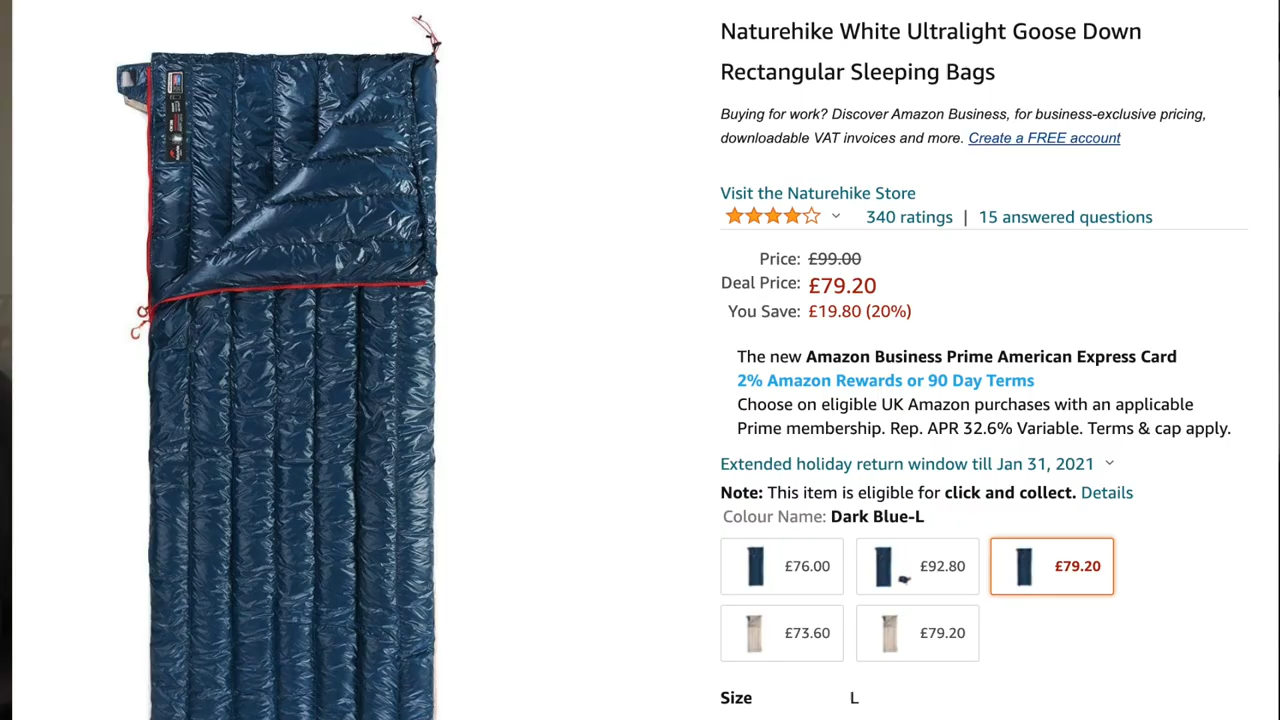 Naturehike White Ultralight Goose Down
Rectangular Sleeping Bags
Buying for work? Discover Amazon Business, for business-exclusive pricing,
downloadable VAT invoices and more. Create a FREE account
Visit the Naturehike Store
340 ratings | 15 answered questions
Price: £99.00
Deal Price: £79.20
You Save: £19.80 (20%)
The new Amazon Business Prime American Express Card
2% Amazon Rewards or 90 Day Terms
Choose on eligible UK Amazon purchases with an applicable
Prime membership. Rep. APR 32.6% Variable. Terms & cap apply.
Extended holiday return window till Jan 31, 2021
Note: This item is eligible for click and collect. Details
Colour Name: Dark Blue-L
£76.00 £92.80 £79.20
£73.60 £79.20
Size L